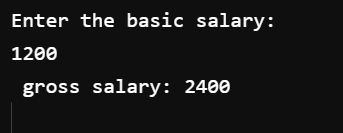 Enter the basic salary:
1200
gross salary: 2400